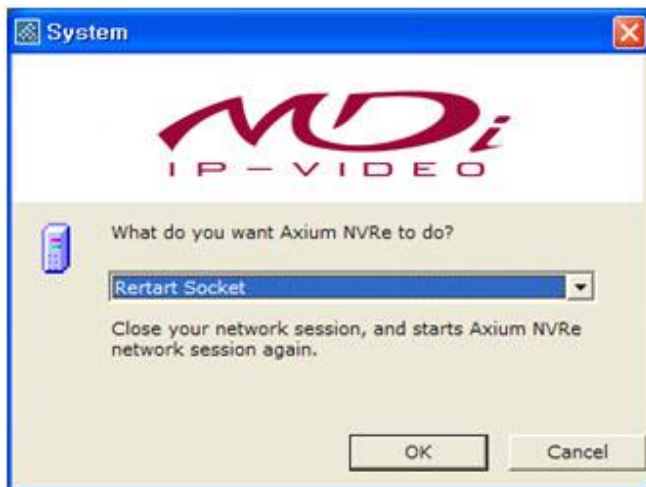 System
MDi
IP-VIDEO
What do you want Axium NVRe to do?
Rertart Socket
Close your network session, and starts Axium NVRe
network session again.
OK
Cancel